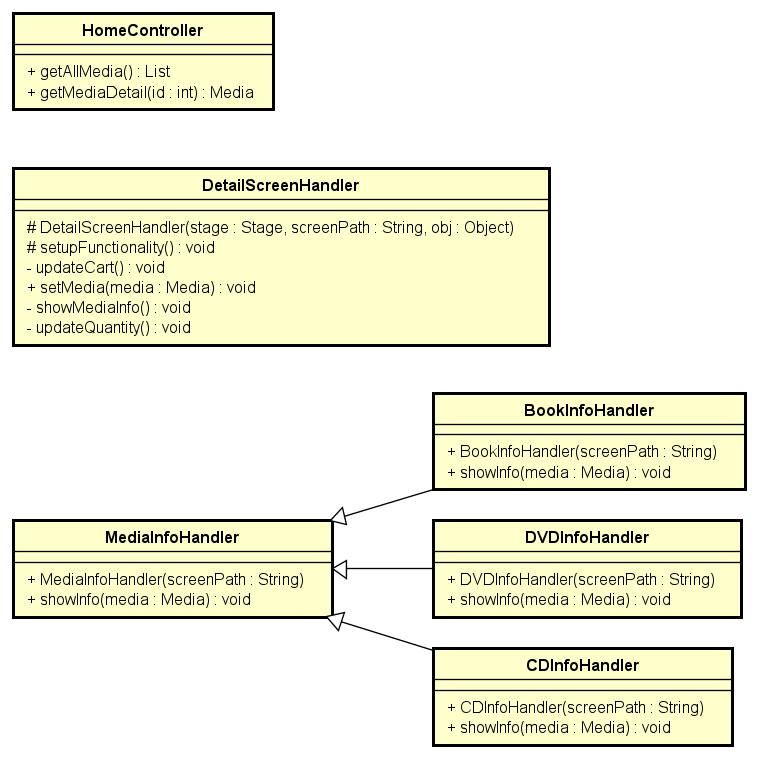 HomeController
+ getAllMedia() : List
+ getMediaDetail(id : int) : Media
DetailScreenHandler
# DetailScreenHandler(stage : Stage, screenPath : String, obj : Object)
# setupFunctionality() : void
- updateCart() : void
+ setMedia(media : Media) : void
- showMediaInfo() : void
- updateQuantity() : void
BookInfoHandler
+ BookInfoHandler(screenPath : String)
+ showInfo(media : Media) : void
MediaInfoHandler
+ MediaInfoHandler(screenPath : String)
+ showInfo(media : Media) : void
DVDInfoHandler
+ DVDInfoHandler(screenPath : String)
+ showInfo(media : Media) : void
CDInfoHandler
+ CDInfoHandler(screenPath : String)
+ showInfo(media : Media) : void